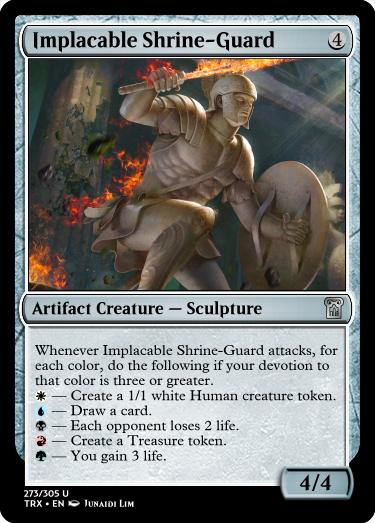 Implacable Shrine-Guard 4
Artifact Creature — Sculpture
Whenever Implacable Shrine-Guard attacks, for
each color, do the following if your devotion to
that color is three or greater.
— Create a 1/1 white Human creature token.
— Draw a card.
— Each opponent loses 2 life.
— Create a Treasure token.
— You gain 3 life.
4/4
273/305 U
TRX • EN Junaidi Lim